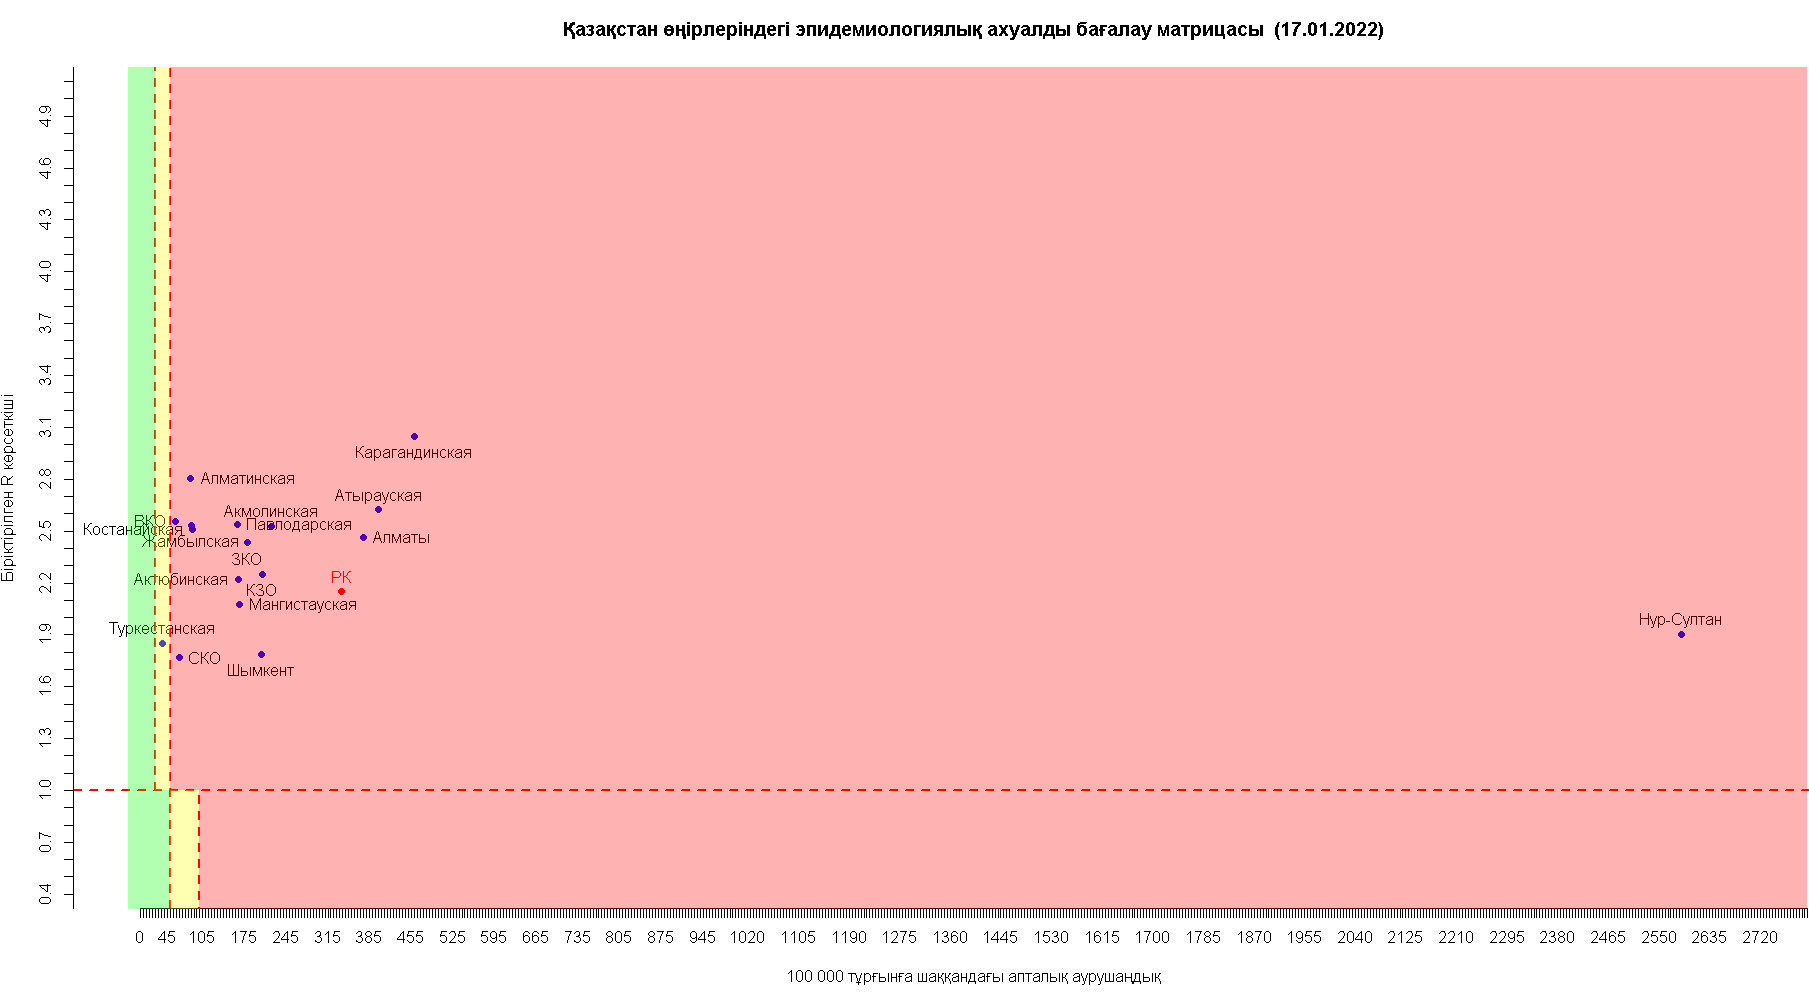 Қазақстан өңірлеріндегі эпидемиологиялық ахуалды бағалау матрицасы (17.01.2022)
Біріктірілген R көрсеткіші
4.9
4.6
4.3
4.0
3.7
3.4
3.1
2.8
2.5
2.2
1.9
1.6
1.3
1.0
0.7
0.4
Карагандинская
Алматинская
Атырауская
Акмолинская
ВКО
Павлодарская
Костанайская
Алматы
Жамбылская
ЗКО
Актюбинская
РК
КЗО
Мангистауская
Нур-Султан
Туркестанская
СКО
Шымкент
0 45 105 175 245 315 385 455 525 595 665 735 805 875 945 1020 1105 1190 1275 1360 1445 1530 1615 1700 1785 1870 1955 2040 2125 2210 2295 2380 2465 2550 2635 2720
100 000 тұрғынға шаққандағы апталық аурушаңдық